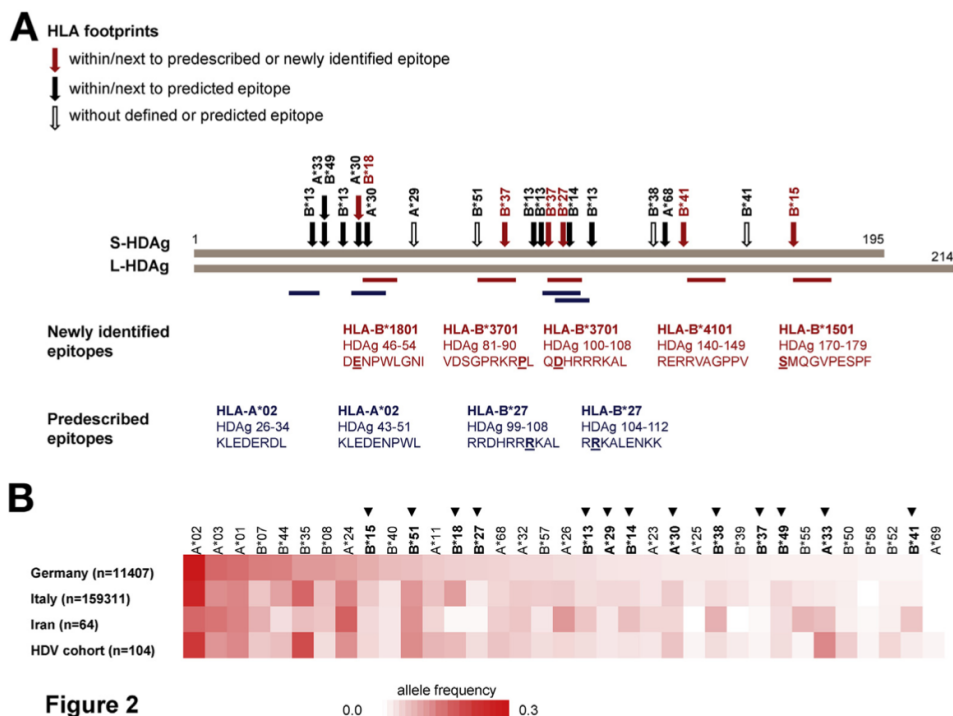 A
HLA footprints
within/next to predescribed or newly identified epitope
within/next to predicted epitope
without defined or predicted epitope
B*13 A*33 B*49 B*13 A*30 B*18 A*30 A*29 B*51 B*37 B*13 B*13 B*37 B*27 B*14 B*13 B*38 A*68 B*41 B*41 B*15
S-HDAg 1 195
L-HDAg 214
Newly identified epitopes
HLA-B*1801 HLA-B*3701 HLA-B*3701 HLA-B*4101 HLA-B*1501
HDAg 46-54 HDAg 81-90 HDAg 100-108 HDAg 140-149 HDAg 170-179
DENPWLGNI VDSGPRKRPL QDHRRRKAL RERRVAGPPV SMQGVPESPF
Predescribed epitopes
HLA-A*02 HLA-A*02 HLA-B*27 HLA-B*27
HDAg 26-34 HDAg 43-51 HDAg 99-108 HDAg 104-112
KLEDERDL KLEDENPWL RRDHRRRKAL RRKALENKK
B
A*02 A*03 A*01 B*07 B*44 B*35 B*08 A*24 B*15 B*40 B*51 A*11 B*18 B*27 A*68 A*32 B*57 A*26 B*13 A*29 B*14 A*23 A*30 A*25 B*38 B*39 B*37 B*49 B*55 A*33 B*50 B*58 B*52 B*41 A*69
Germany (n=11407)
Italy (n=159311)
Iran (n=64)
HDV cohort (n=104)
Figure 2
allele frequency
0.0 0.3